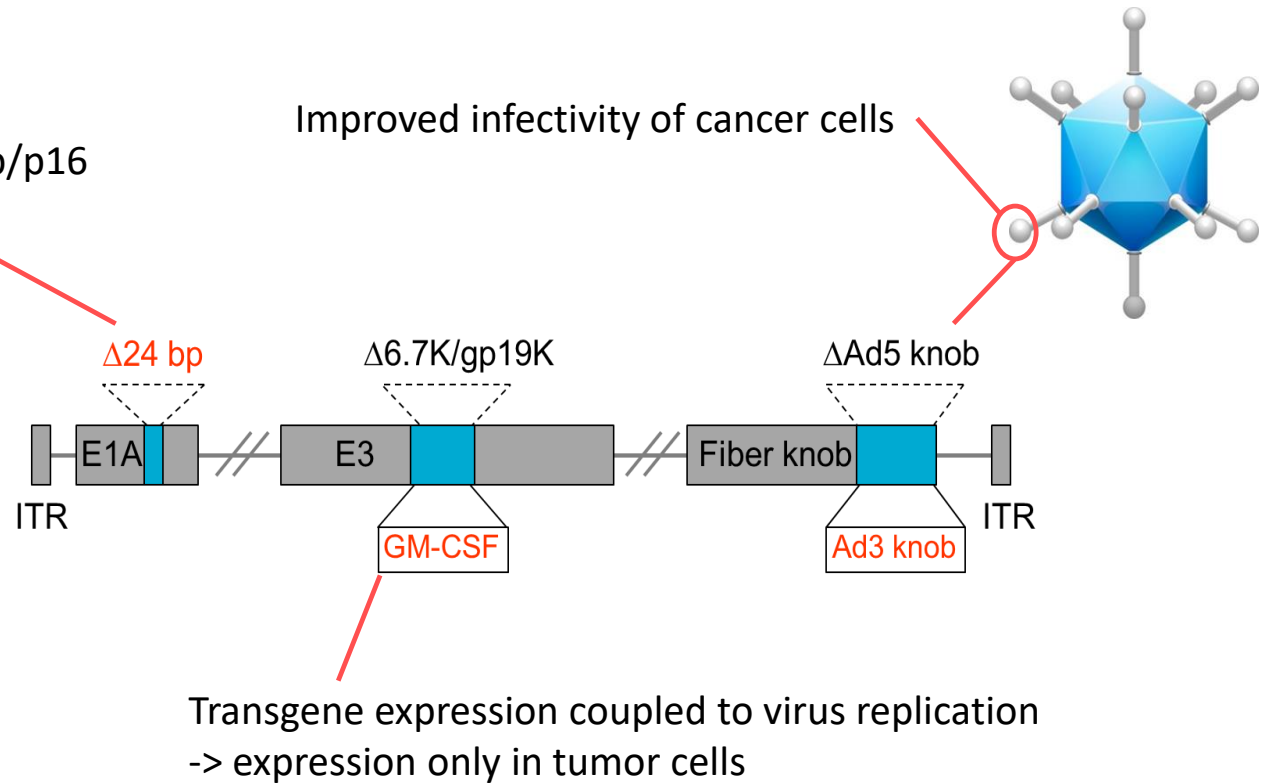 Improved infectivity of cancer cells
/p16
Δ24 bp
Δ6.7K/gp19K
ΔAd5 knob
E1A
E3
Fiber knob
ITR
ITR
GM-CSF
Ad3 knob
Transgene expression coupled to virus replication
-> expression only in tumor cells